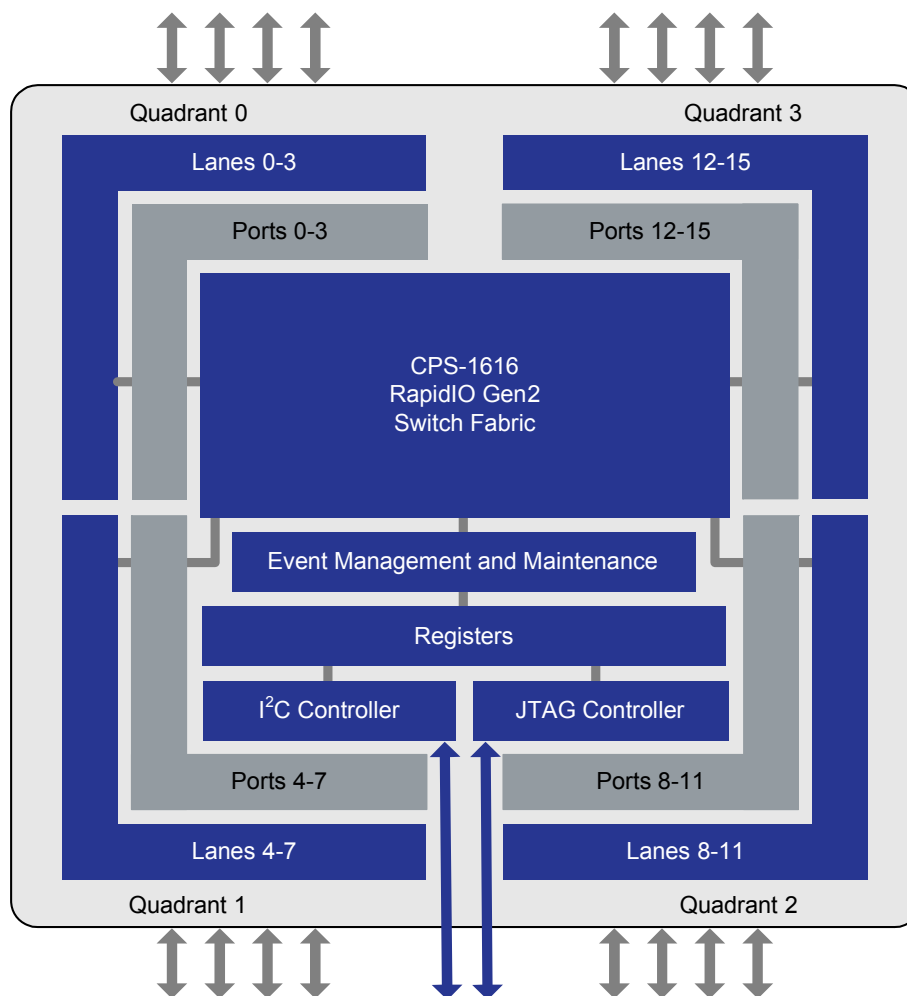 Quadrant 0
Quadrant 3
Lanes 0-3
Lanes 12-15
Ports 0-3
Ports 12-15
CPS-1616
RapidIO Gen2
Switch Fabric
Event Management and Maintenance
Registers
I²C Controller
JTAG Controller
Ports 4-7
Ports 8-11
Lanes 4-7
Lanes 8-11
Quadrant 1
Quadrant 2